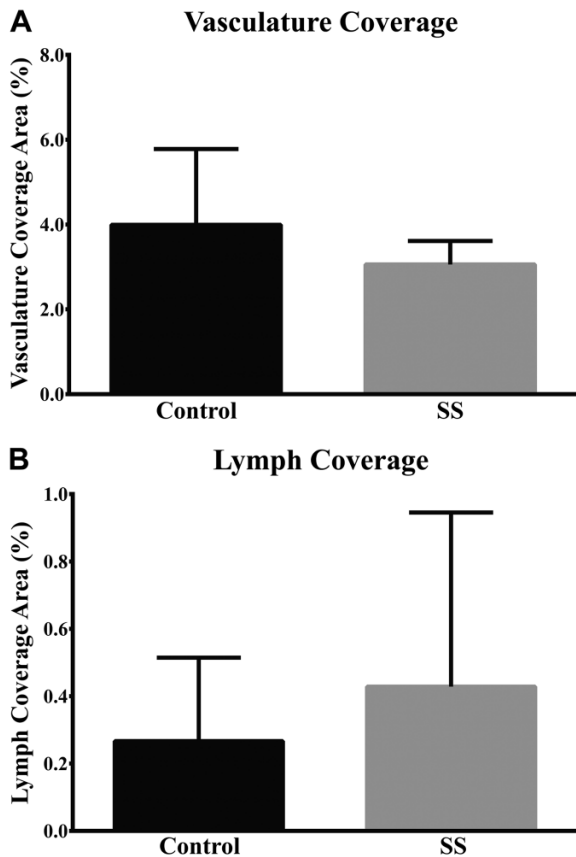 A
Vasculature Coverage
Vasculature Coverage Area (%)
8.0
6.0
4.0
2.0
0.0
Control SS
B
Lymph Coverage
Lymph Coverage Area (%)
1.0
0.8
0.6
0.4
0.2
0.0
Control SS